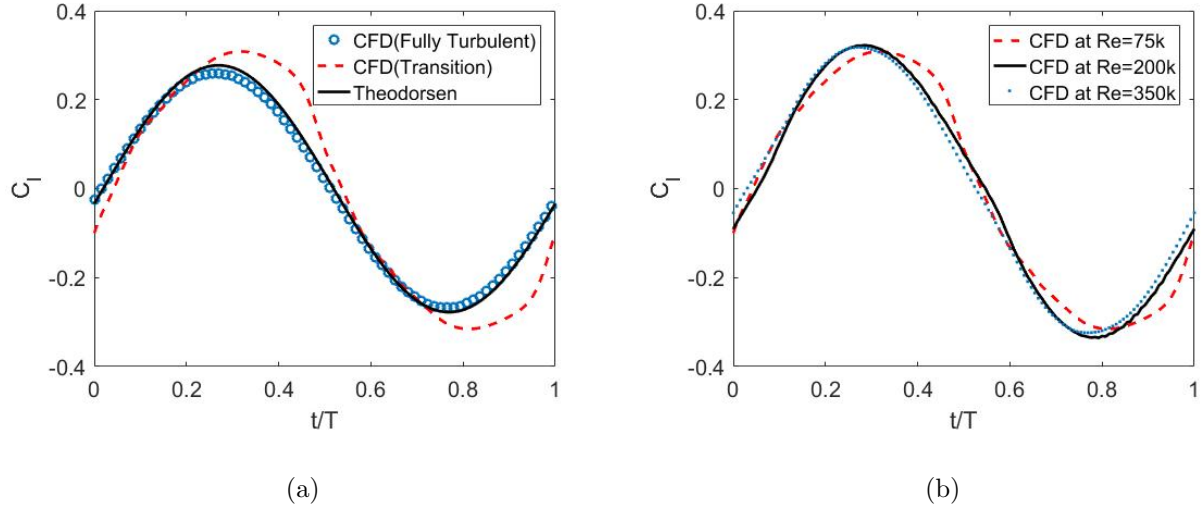 0.4
0.2
0
-0.2
-0.4
C_l
0 0.2 0.4 0.6 0.8 1
t/T
CFD(Fully Turbulent)
CFD(Transition)
Theodorsen
(a)
0.4
0.2
0
-0.2
-0.4
C_l
0 0.2 0.4 0.6 0.8 1
t/T
CFD at Re=75k
CFD at Re=200k
CFD at Re=350k
(b)